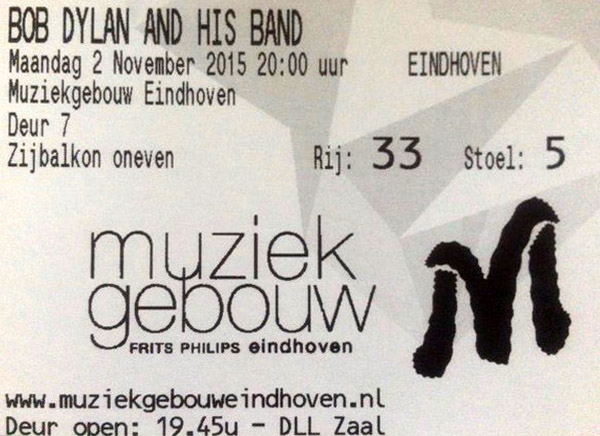 BOB DYLAN AND HIS BAND
Maandag 2 November 2015 20:00 uur EINDHOVEN
Muziekgebouw Eindhoven
Deur 7
Zijbalkon oneven Rij: 33 Stoel: 5
muziek
gebouw
FRITS PHILIPS eindhoven
M
www.muziekgebouweindhoven.nl
Deur open: 19.45u - DLL Zaal